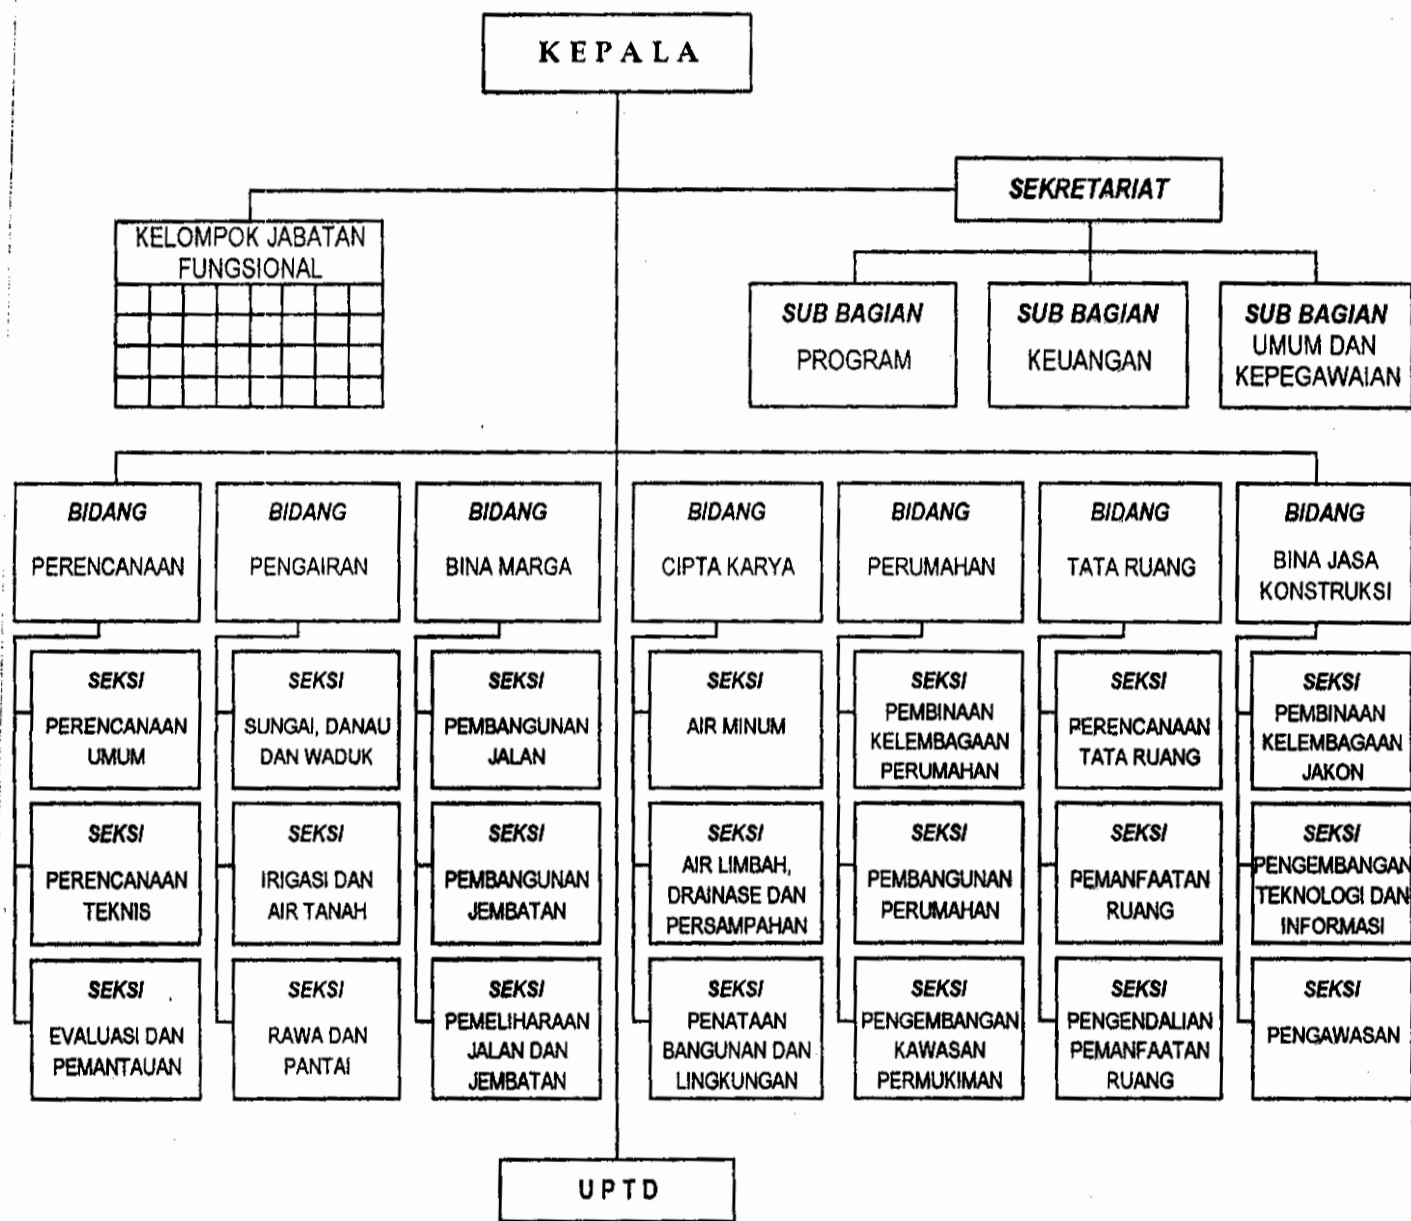 KEPALA
SEKRETARIAT
KELOMPOK JABATAN
FUNGSIONAL
SUB BAGIAN
PROGRAM
SUB BAGIAN
KEUANGAN
SUB BAGIAN
UMUM DAN
KEPEGAWAIAN
BIDANG
PERENCANAAN
BIDANG
PENGAIRAN
BIDANG
BINA MARGA
BIDANG
CIPTA KARYA
BIDANG
PERUMAHAN
BIDANG
TATA RUANG
BIDANG
BINA JASA
KONSTRUKSI
SEKSI
PERENCANAAN
UMUM
SEKSI
SUNGAI, DANAU
DAN WADUK
SEKSI
PEMBANGUNAN
JALAN
SEKSI
AIR MINUM
SEKSI
PEMBINAAN
KELEMBAGAAN
PERUMAHAN
SEKSI
PERENCANAAN
TATA RUANG
SEKSI
PEMBINAAN
KELEMBAGAAN
JAKON
SEKSI
PERENCANAAN
TEKNIS
SEKSI
IRIGASI DAN
AIR TANAH
SEKSI
PEMBANGUNAN
JEMBATAN
SEKSI
AIR LIMBAH,
DRAINASE DAN
PERSAMPAHAN
SEKSI
PEMBANGUNAN
PERUMAHAN
SEKSI
PEMANFAATAN
RUANG
SEKSI
PENGEMBANGAN
TEKNOLOGI DAN
INFORMASI
SEKSI
EVALUASI DAN
PEMANTAUAN
SEKSI
RAWA DAN
PANTAI
SEKSI
PEMELIHARAAN
JALAN DAN
JEMBATAN
SEKSI
PENATAAN
BANGUNAN DAN
LINGKUNGAN
SEKSI
PENGEMBANGAN
KAWASAN
PERMUKIMAN
SEKSI
PENGENDALIAN
PEMANFAATAN
RUANG
SEKSI
PENGAWASAN
UPTD